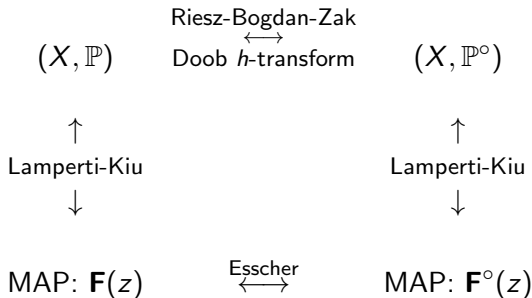 Riesz-Bogdan-Zak
(X, ℙ) ⟷ (X, ℙ°)
Doob h-transform
↑ ↑
Lamperti-Kiu Lamperti-Kiu
↓ ↓
Esscher
MAP: F(z) ⟷ MAP: F°(z)